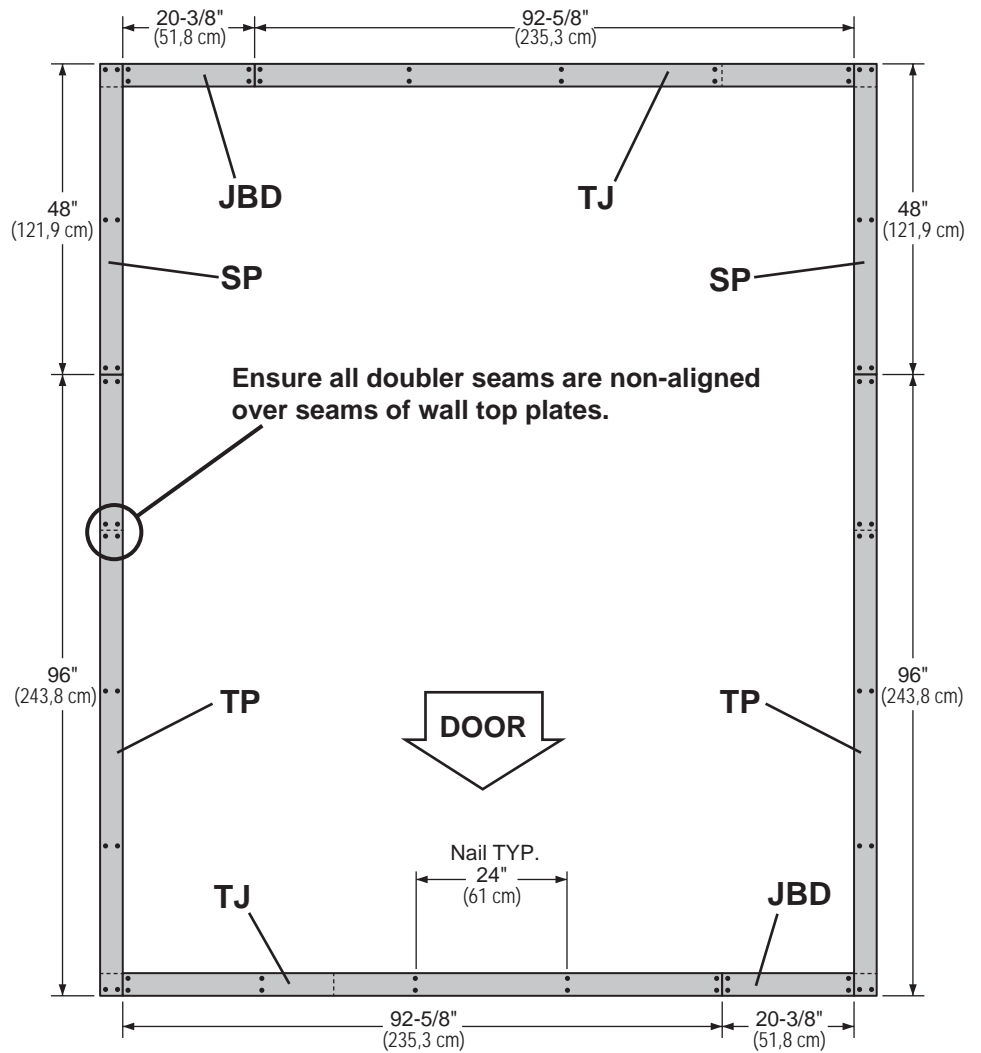 20-3/8"
(51,8 cm)
92-5/8"
(235,3 cm)
JBD
TJ
48"
(121,9 cm)
48"
(121,9 cm)
SP
SP
Ensure all doubler seams are non-aligned
over seams of wall top plates.
96"
(243,8 cm)
96"
(243,8 cm)
TP
TP
DOOR
Nail TYP.
24"
(61 cm)
TJ
JBD
92-5/8"
(235,3 cm)
20-3/8"
(51,8 cm)